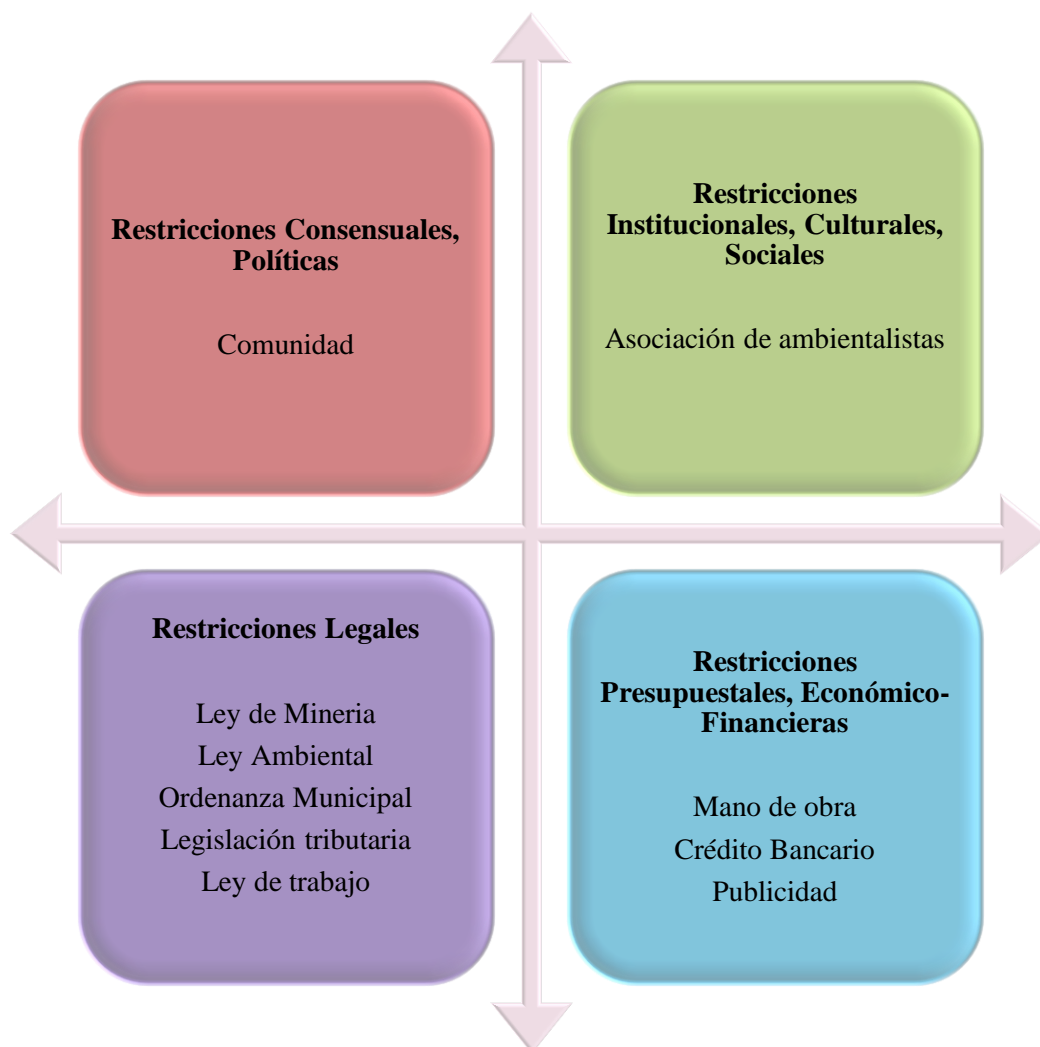 Restricciones Consensuales,
Políticas
Comunidad
Restricciones
Institucionales, Culturales,
Sociales
Asociación de ambientalistas
Restricciones Legales
Ley de Mineria
Ley Ambiental
Ordenanza Municipal
Legislación tributaria
Ley de trabajo
Restricciones
Presupuestales, Económico-
Financieras
Mano de obra
Crédito Bancario
Publicidad